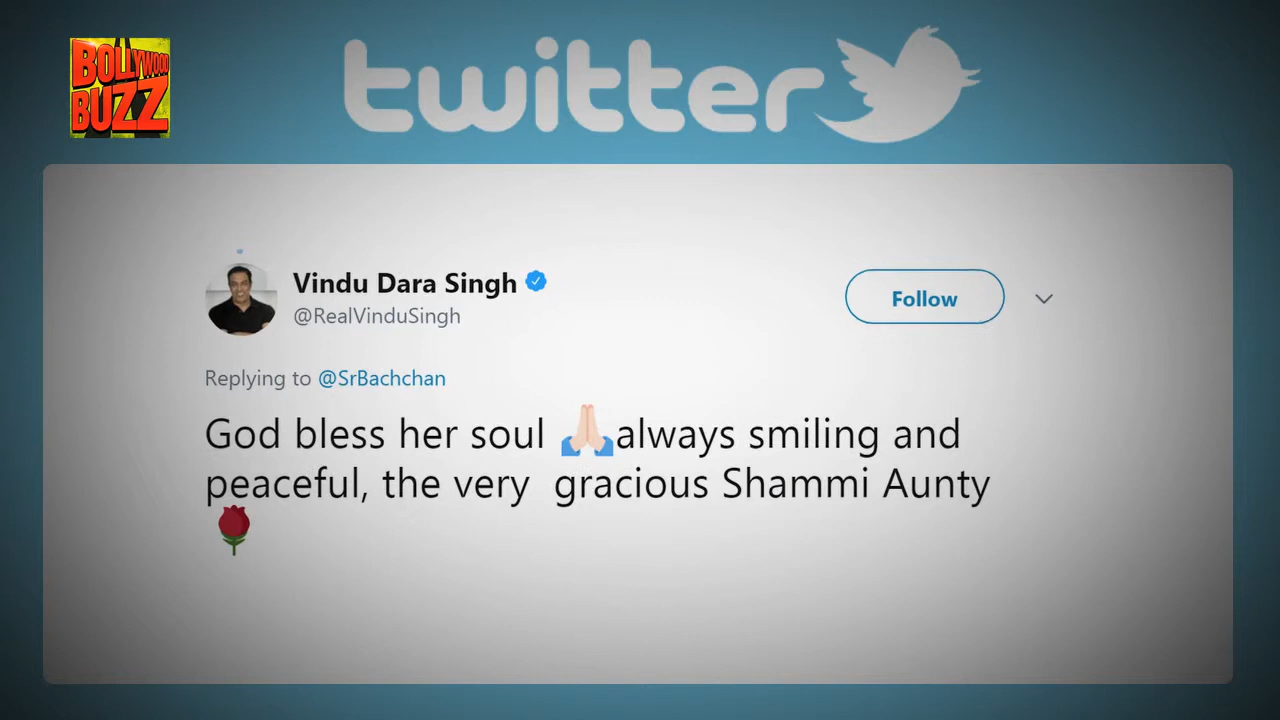 BOLLYWOOD
BUZZ
twitter
Vindu Dara Singh
@RealVinduSingh
Follow
Replying to @SrBachchan
God bless her soul 🙏🏻always smiling and
peaceful, the very  gracious Shammi Aunty
🌹